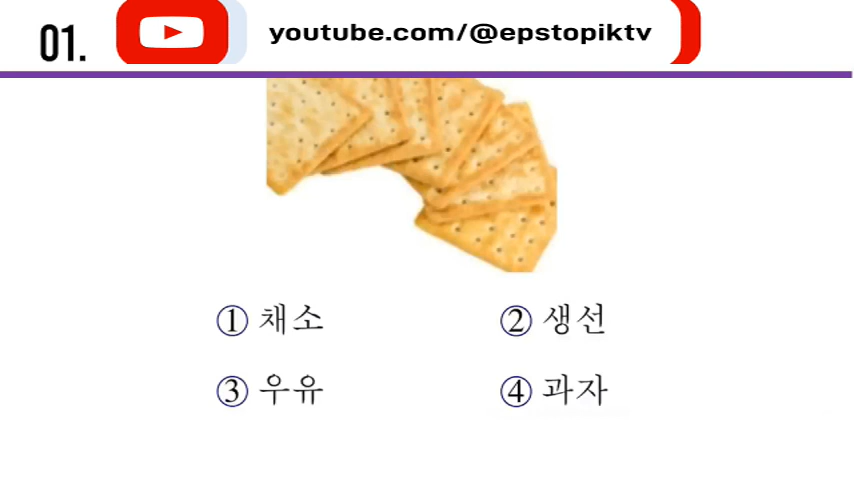 01.
youtube.com/@epstopiktv
① 채소
② 생선
③ 우유
④ 과자